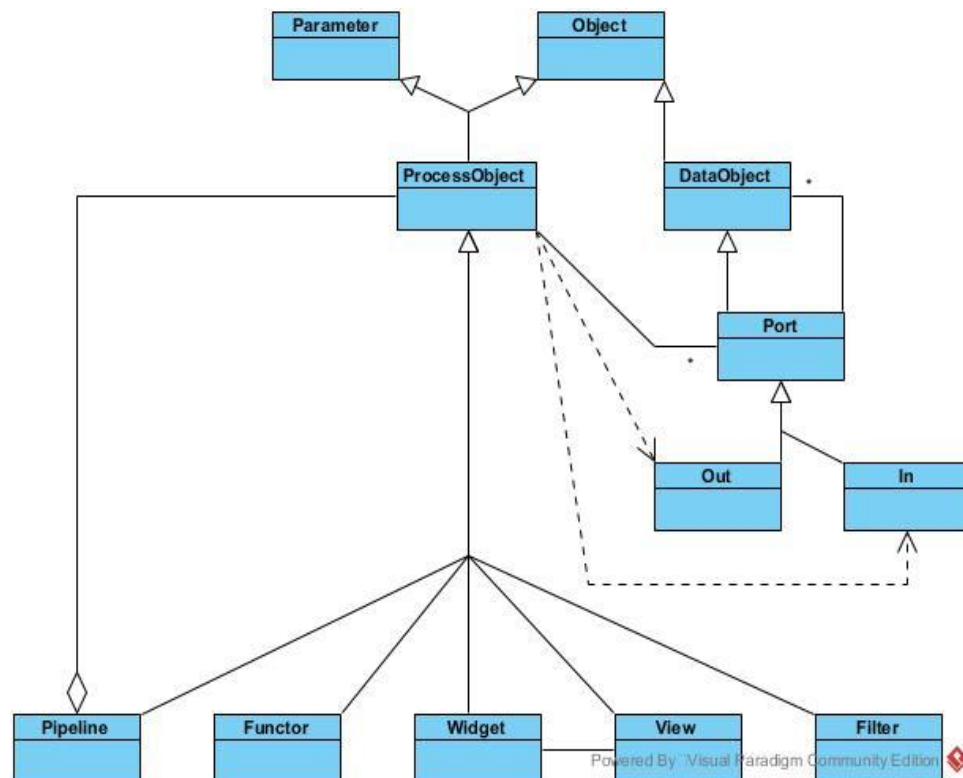 Parameter
Object
ProcessObject
DataObject
*
Port
*
Out
In
Pipeline
Functor
Widget
View
Filter
Powered By Visual Paradigm Community Edition